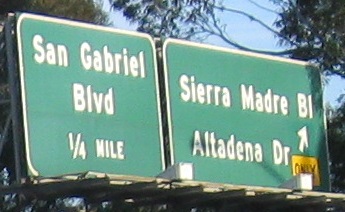 San Gabriel
Blvd
1/4 MILE
Sierra Madre Bl
Altadena Dr
ONLY